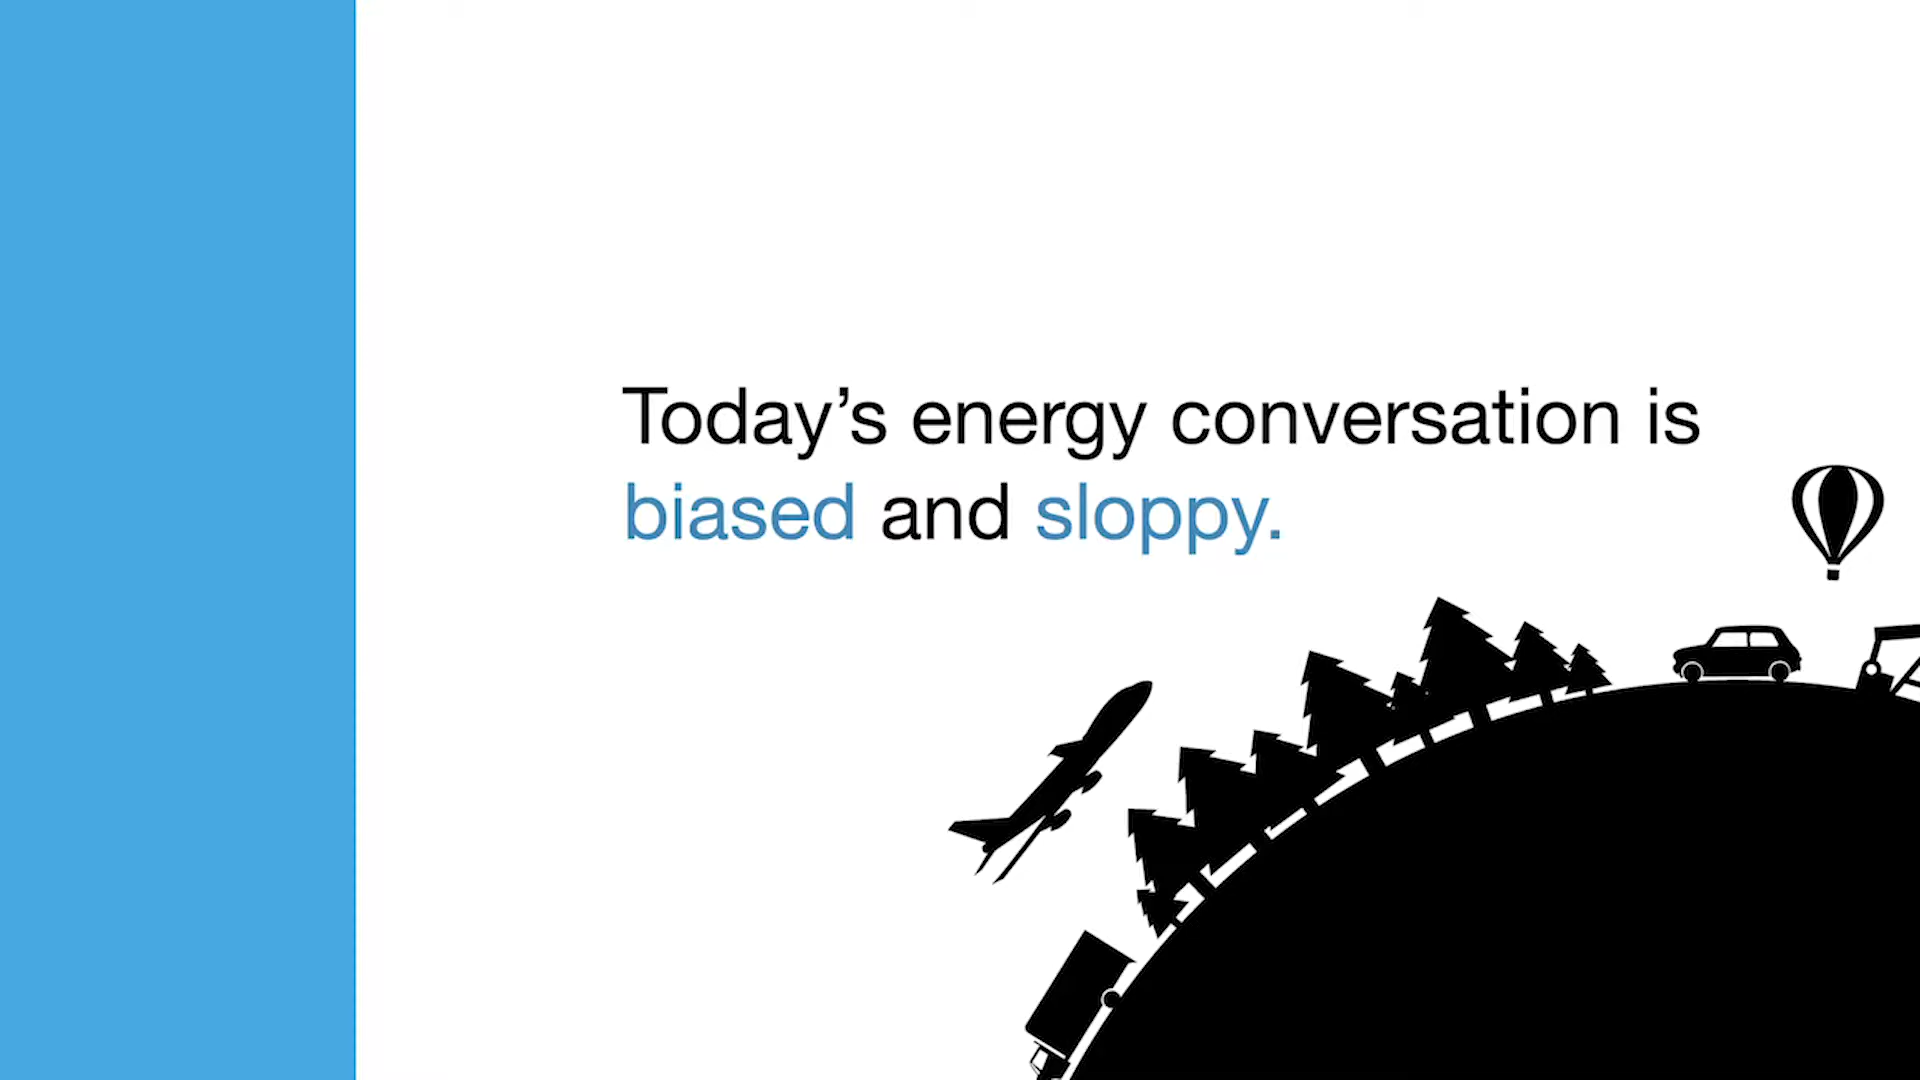 Today’s energy conversation is
biased and sloppy.